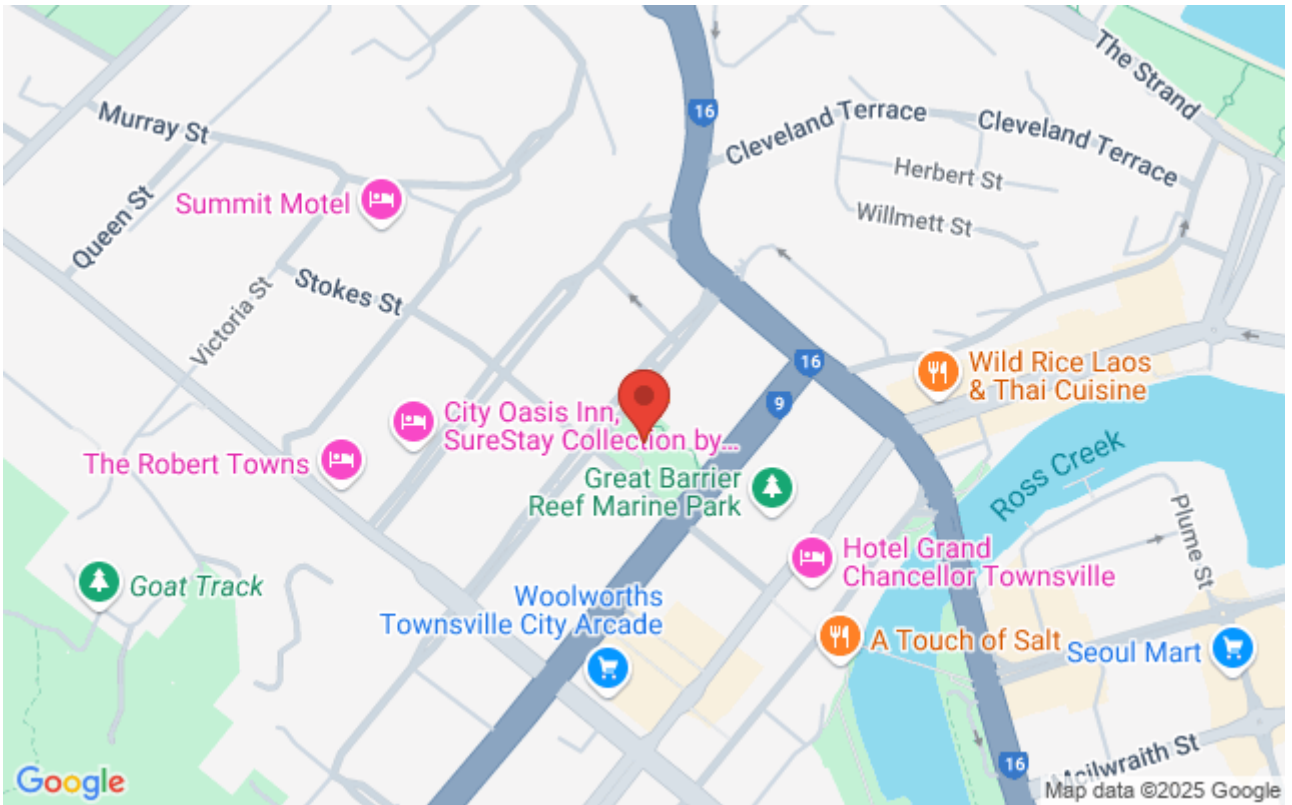 The Strand
16
Murray St
Cleveland Terrace
Cleveland Terrace
Herbert St
Summit Motel
Queen St
Willmett St
Stokes St
Victoria St
16
Wild Rice Laos
& Thai Cuisine
9
City Oasis Inn,
SureStay Collection by...
The Robert Towns
Great Barrier
Reef Marine Park
Ross Creek
Plume St
Hotel Grand
Chancellor Townsville
Goat Track
Woolworths
Townsville City Arcade
A Touch of Salt
Seoul Mart
16
Mcilwraith St
Google
Map data ©2025 Google